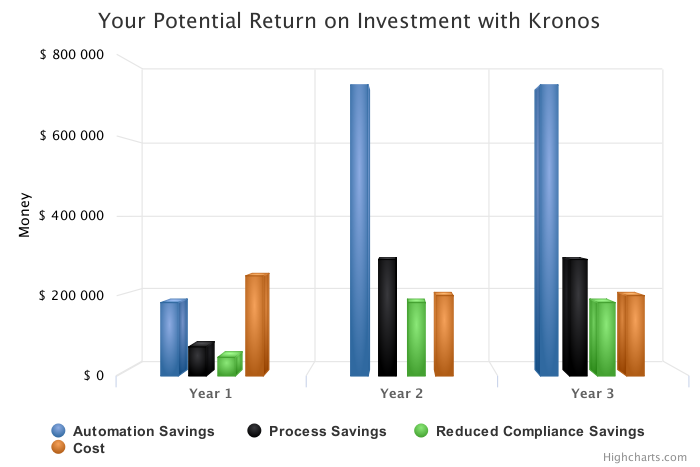 Your Potential Return on Investment with Kronos
$ 800 000
$ 600 000
$ 400 000
$ 200 000
$ 0
Money
Year 1
Year 2
Year 3
Automation Savings
Process Savings
Reduced Compliance Savings
Cost
Highcharts.com